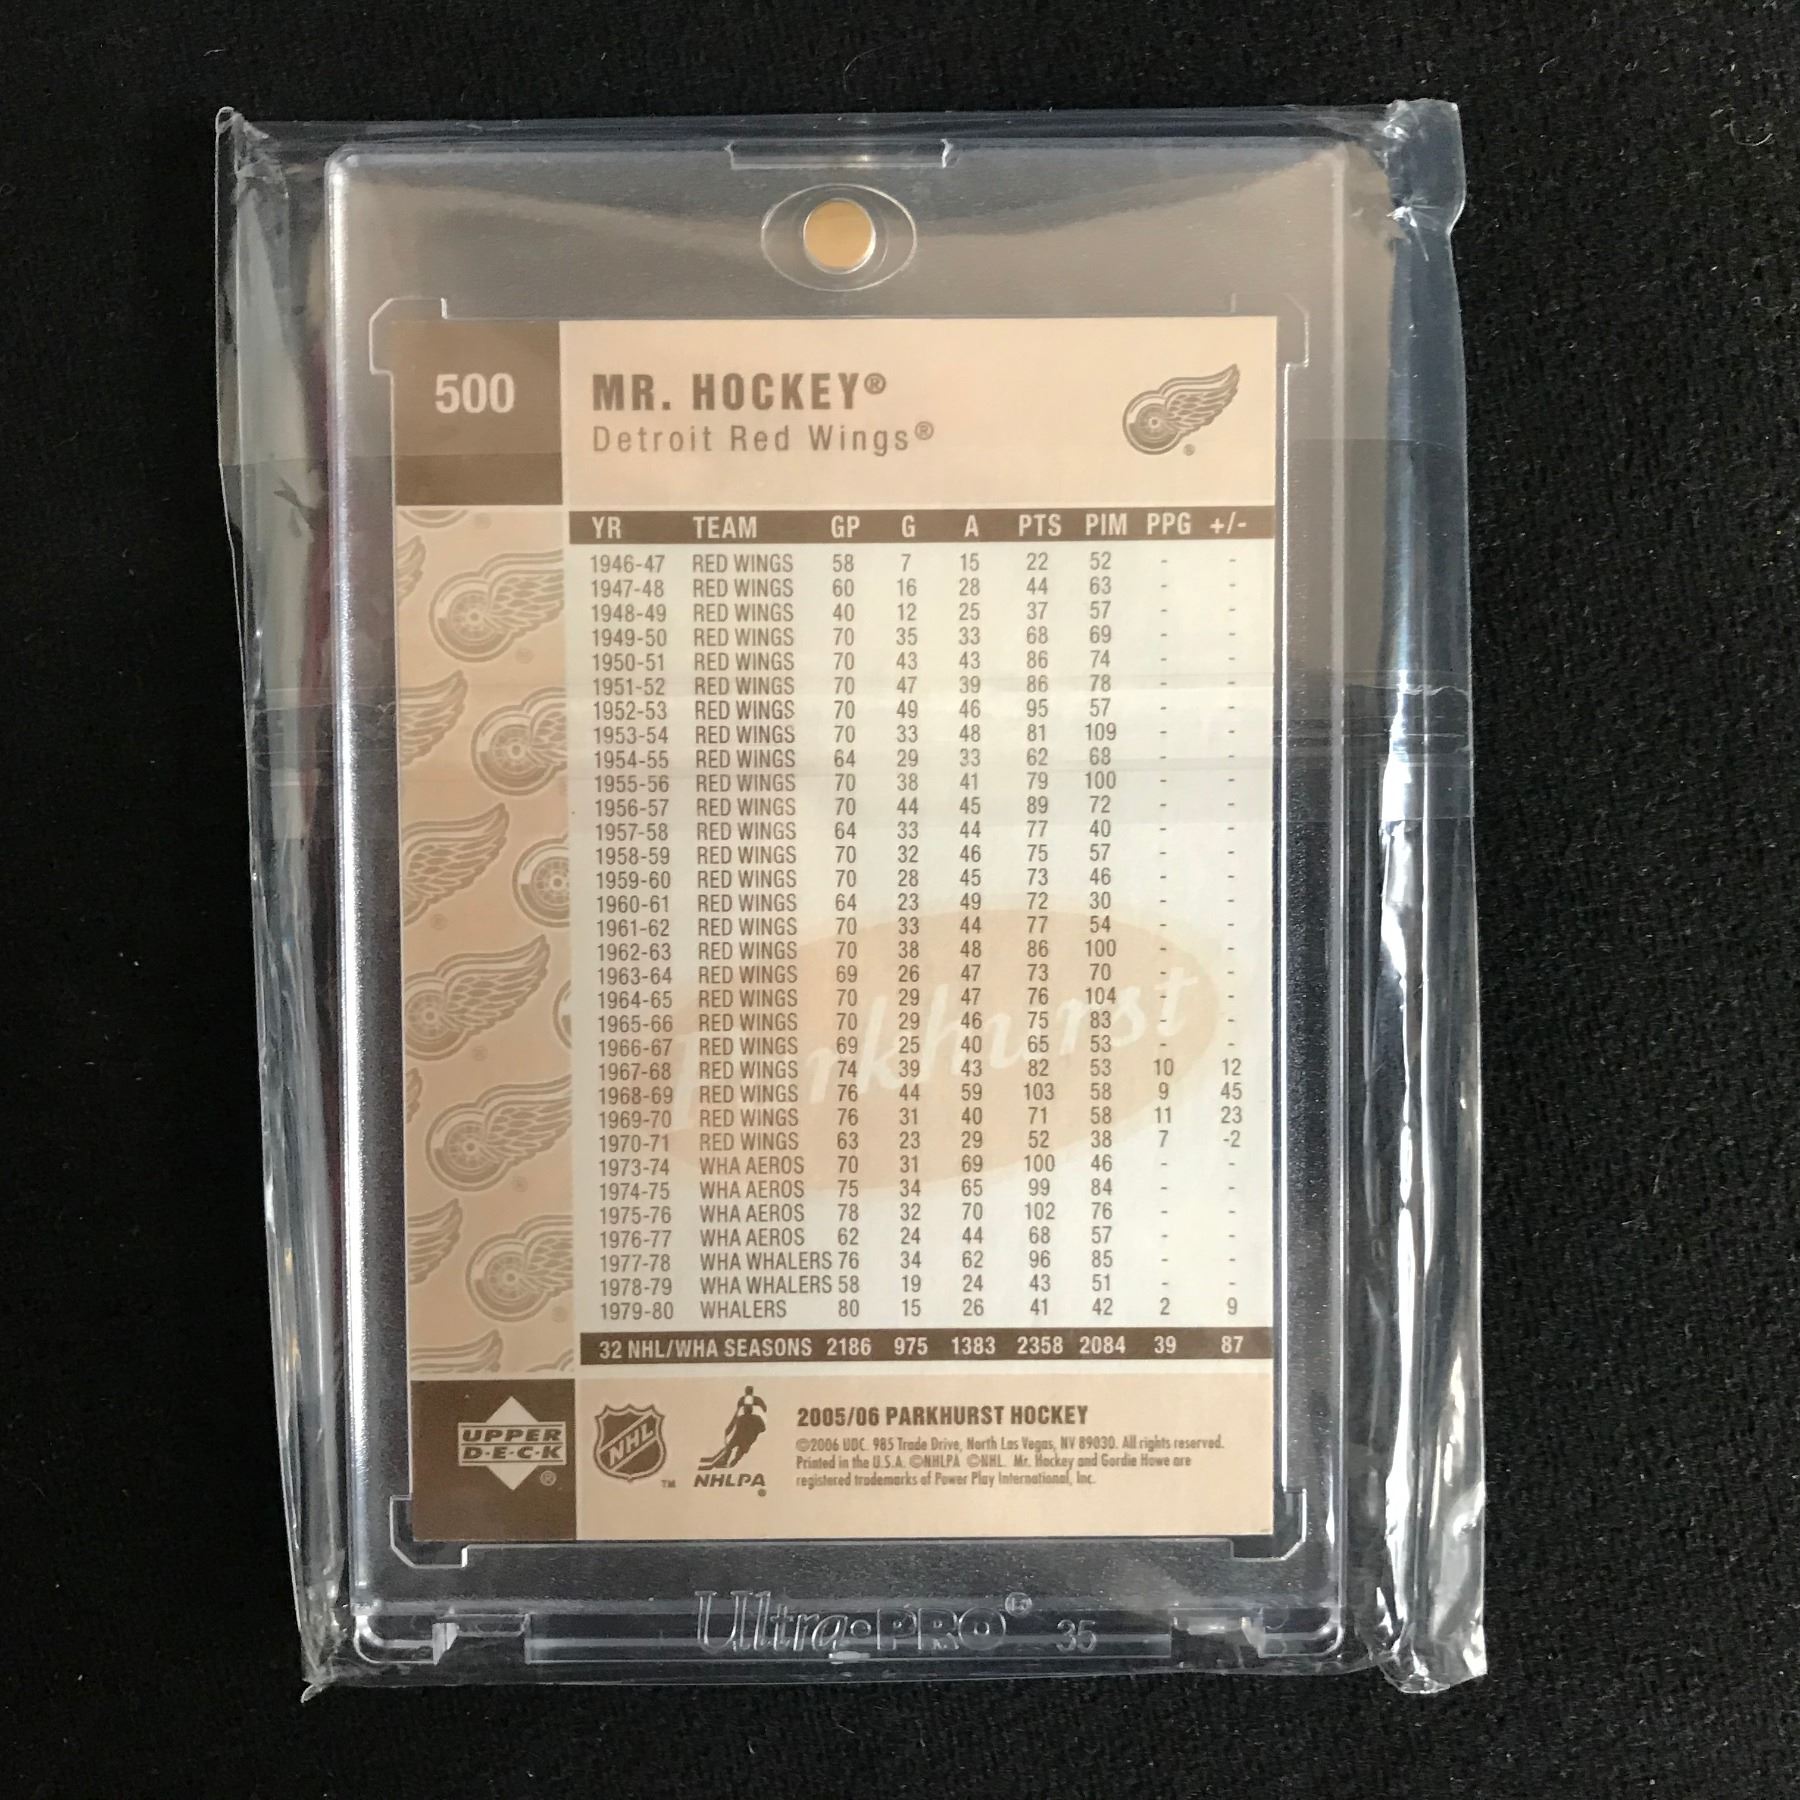 500
MR. HOCKEY®
Detroit Red Wings®
YR TEAM GP G A PTS PIM PPG +/-
1946-47 RED WINGS 58 7 15 22 52 - -
1947-48 RED WINGS 60 16 28 44 63 - -
1948-49 RED WINGS 40 12 25 37 57 - -
1949-50 RED WINGS 70 35 33 68 69 - -
1950-51 RED WINGS 70 43 43 86 74 - -
1951-52 RED WINGS 70 47 39 86 78 - -
1952-53 RED WINGS 70 49 46 95 57 - -
1953-54 RED WINGS 70 33 48 81 109 - -
1954-55 RED WINGS 64 29 33 62 68 - -
1955-56 RED WINGS 70 38 41 79 100 - -
1956-57 RED WINGS 70 44 45 89 72 - -
1957-58 RED WINGS 64 33 44 77 40 - -
1958-59 RED WINGS 70 32 46 75 57 - -
1959-60 RED WINGS 70 28 45 73 46 - -
1960-61 RED WINGS 64 23 49 72 30 - -
1961-62 RED WINGS 70 33 44 77 54 - -
1962-63 RED WINGS 70 38 48 86 100 - -
1963-64 RED WINGS 69 26 47 73 70 - -
1964-65 RED WINGS 70 29 47 76 104 - -
1965-66 RED WINGS 70 29 46 75 83 - -
1966-67 RED WINGS 69 25 40 65 53 - -
1967-68 RED WINGS 74 39 43 82 53 10 12
1968-69 RED WINGS 76 44 59 103 58 9 45
1969-70 RED WINGS 76 31 40 71 58 11 23
1970-71 RED WINGS 63 23 29 52 38 7 -2
1973-74 WHA AEROS 70 31 69 100 46 - -
1974-75 WHA AEROS 75 34 65 99 84 - -
1975-76 WHA AEROS 78 32 70 102 76 - -
1976-77 WHA AEROS 62 24 44 68 57 - -
1977-78 WHA WHALERS 76 34 62 96 85 - -
1978-79 WHA WHALERS 58 19 24 43 51 - -
1979-80 WHALERS 80 15 26 41 42 2 9
32 NHL/WHA SEASONS 2186 975 1383 2358 2084 39 87
Parkhurst
UPPER
D·E·C·K
®
NHL
™
NHLPA
®
2005/06 PARKHURST HOCKEY
©2006 UDC. 985 Trade Drive, North Las Vegas, NV 89030. All rights reserved.
Printed in the U.S.A. ©NHLPA ©NHL. Mr. Hockey and Gordie Howe are
registered trademarks of Power Play International, Inc.
Ultra·PRO® 35